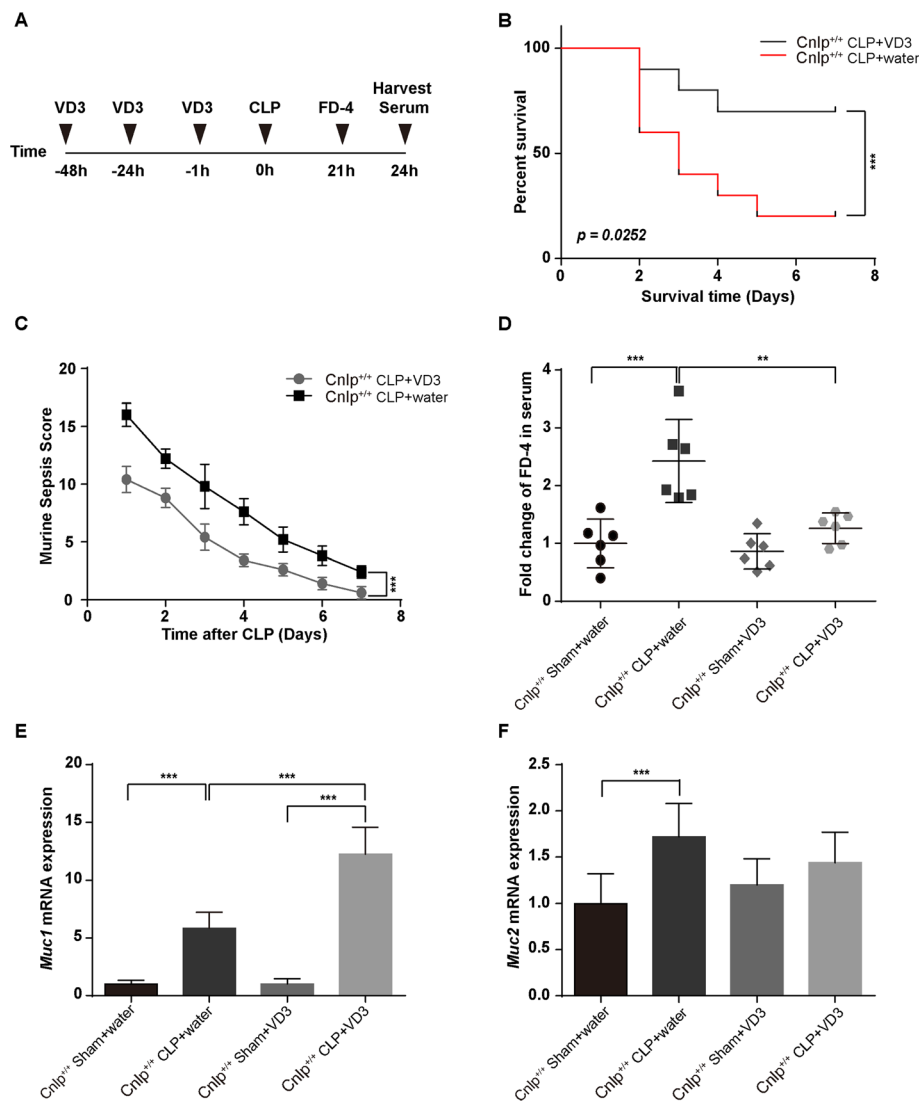 A
VD3 VD3 VD3 CLP FD-4 Harvest Serum
Time
-48h -24h -1h 0h 21h 24h
B
Cnlp+/+ CLP+VD3
Cnlp+/+ CLP+water
Percent survival
100
50
0
p = 0.0252
***
0 2 4 6 8
Survival time (Days)
C
Cnlp+/+ CLP+VD3
Cnlp+/+ CLP+water
Murine Sepsis Score
20
15
10
5
0
***
0 2 4 6 8
Time after CLP (Days)
D
*** **
Fold change of FD-4 in serum
4
3
2
1
0
Cnlp+/+ Sham+water
Cnlp+/+ CLP+water
Cnlp+/+ Sham+VD3
Cnlp+/+ CLP+VD3
E
Muc1 mRNA expression
20
15
10
5
0
*** ***
***
Cnlp+/+ Sham+water
Cnlp+/+ CLP+water
Cnlp+/+ Sham+VD3
Cnlp+/+ CLP+VD3
F
Muc2 mRNA expression
2.5
2.0
1.5
1.0
0.5
0.0
***
Cnlp+/+ Sham+water
Cnlp+/+ CLP+water
Cnlp+/+ Sham+VD3
Cnlp+/+ CLP+VD3